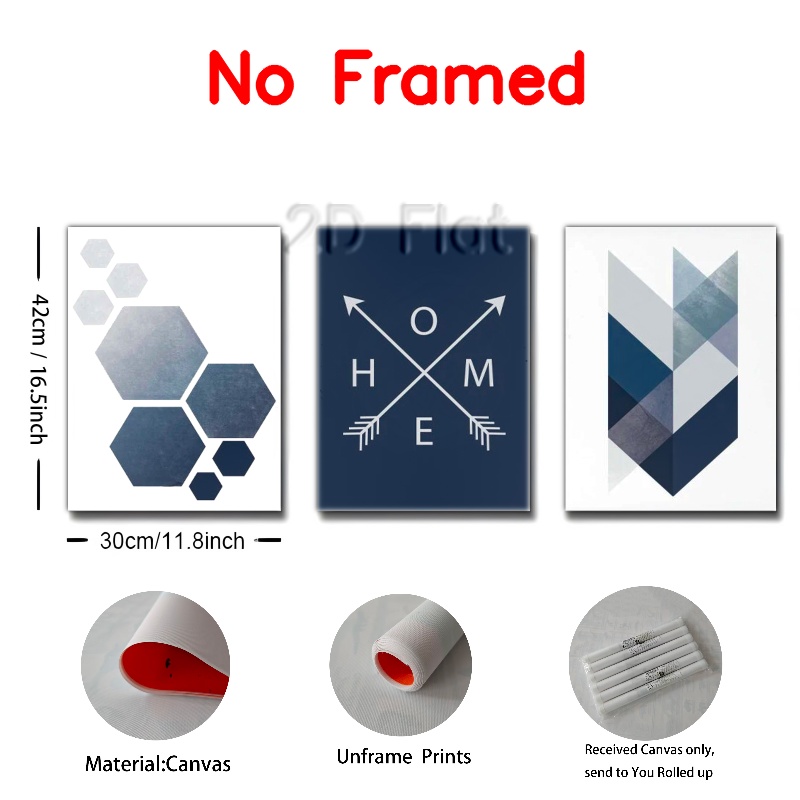 No Framed
2D Flat
42cm / 16.5inch
O
H M
E
30cm/11.8inch
Material:Canvas
Unframe Prints
Received Canvas only,
send to You Rolled up